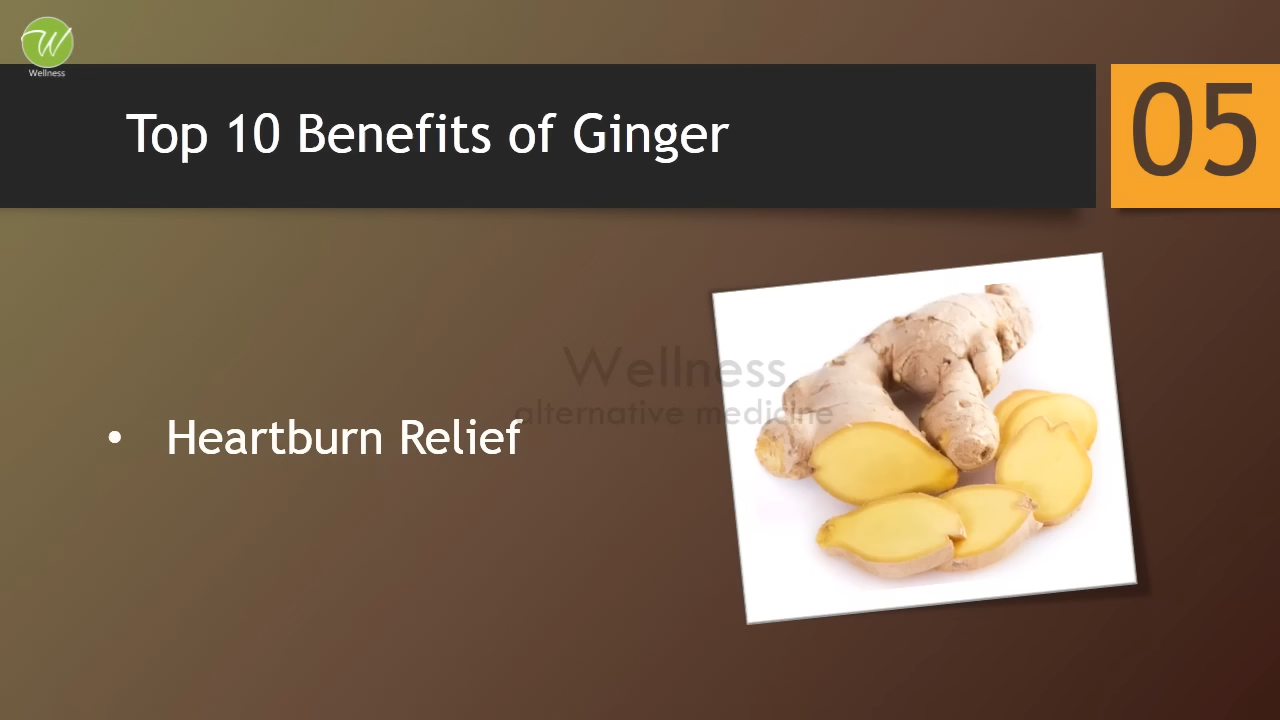 Wellness
Top 10 Benefits of Ginger
05
Wellness
alternative medicine
• Heartburn Relief